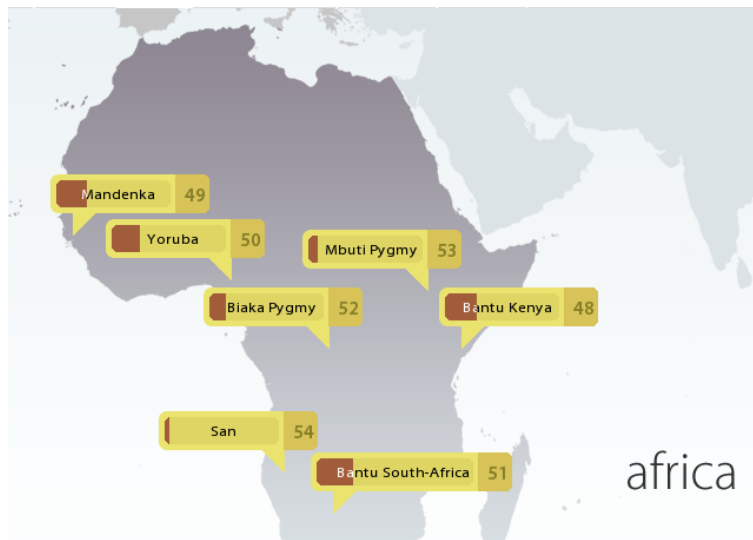 Mandenka 49
Yoruba 50
Mbuti Pygmy 53
Biaka Pygmy 52
Bantu Kenya 48
San 54
Bantu South-Africa 51
africa